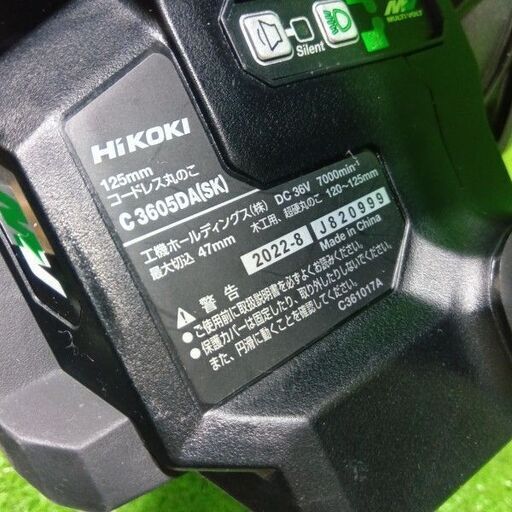 MULTI VOLT
Silent
HiKOKI
125mm
コードレス丸のこ
C 3605DA(SK)
工機ホールディングス(株) DC 36V 7000min-1
最大切込 47mm 木工用, 超硬丸のこ 120~125mm
2022-8 J820999
Made in China
警告
●ご使用前に取扱説明書を必ずよくお読みください。
●保護カバーは固定したり、取り外したりしないでください。
また、円滑に動くことを確認してください。
C361017A